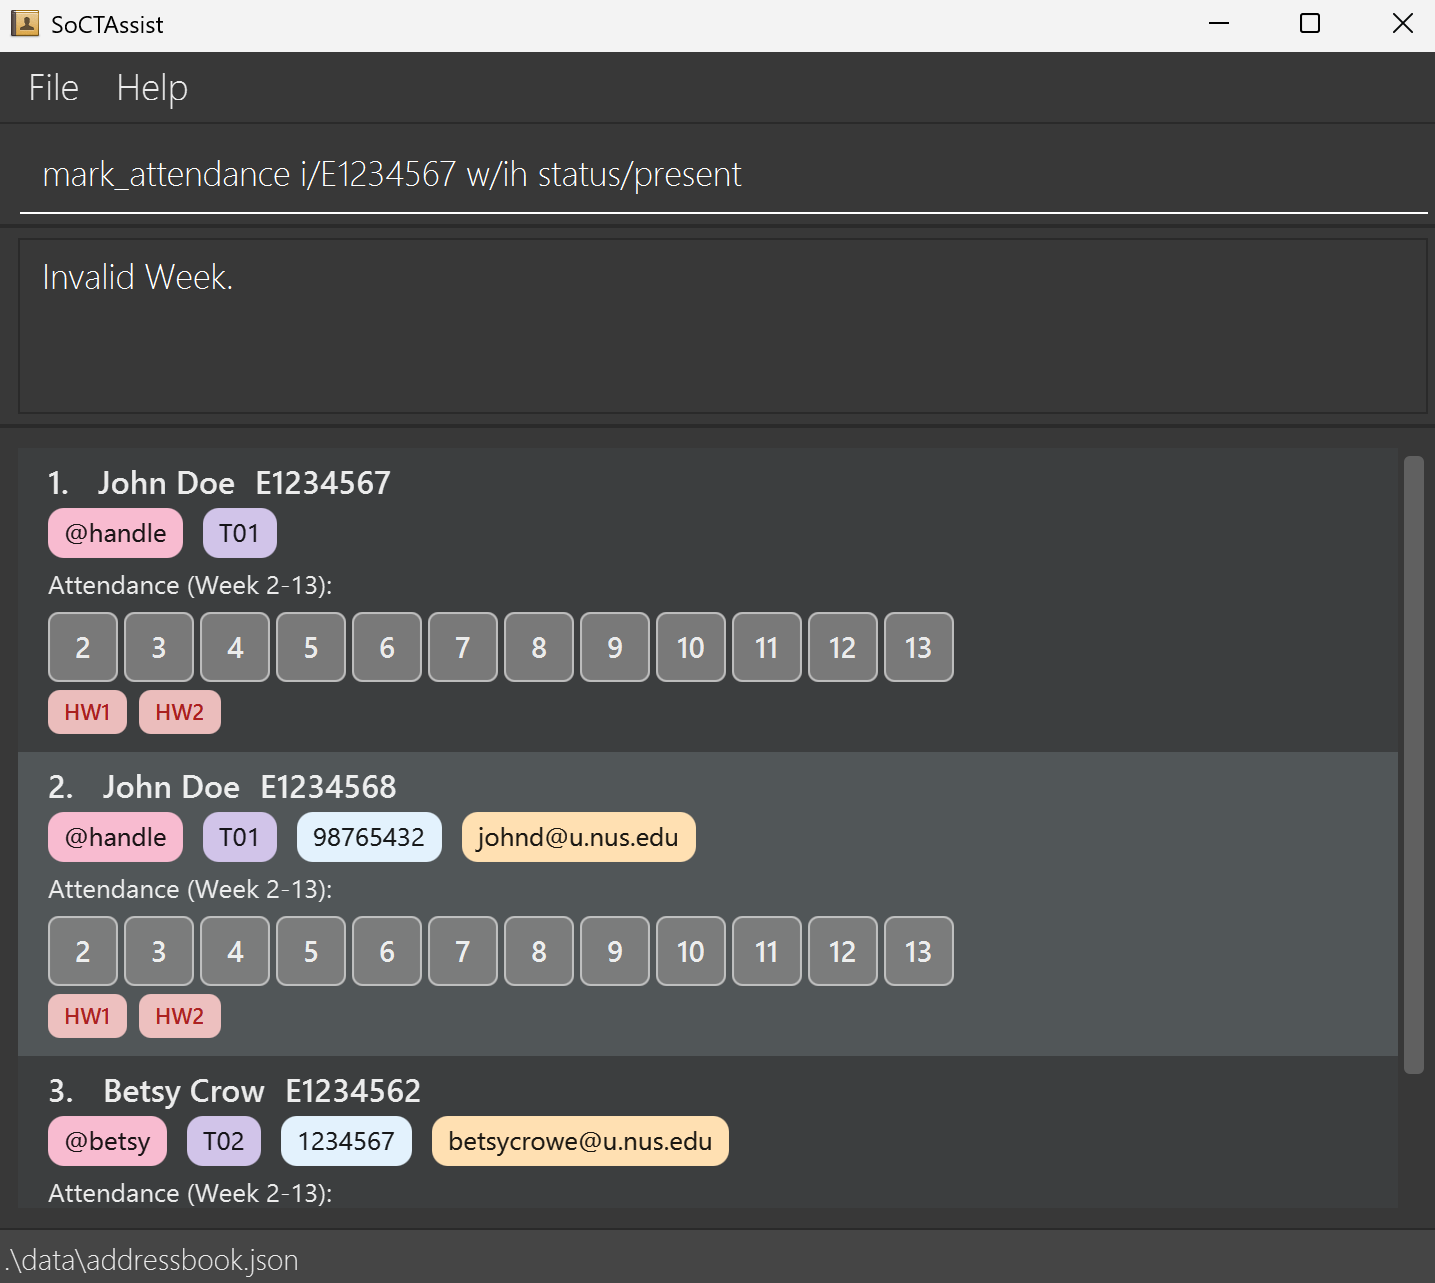 SoCTAssist
File Help
mark_attendance i/E1234567 w/ih status/present
Invalid Week.
1. John Doe E1234567
@handle T01
Attendance (Week 2-13):
2 3 4 5 6 7 8 9 10 11 12 13
HW1 HW2
2. John Doe E1234568
@handle T01 98765432 johnd@u.nus.edu
Attendance (Week 2-13):
2 3 4 5 6 7 8 9 10 11 12 13
HW1 HW2
3. Betsy Crow E1234562
@betsy T02 1234567 betsycrowe@u.nus.edu
Attendance (Week 2-13):
.\data\addressbook.json